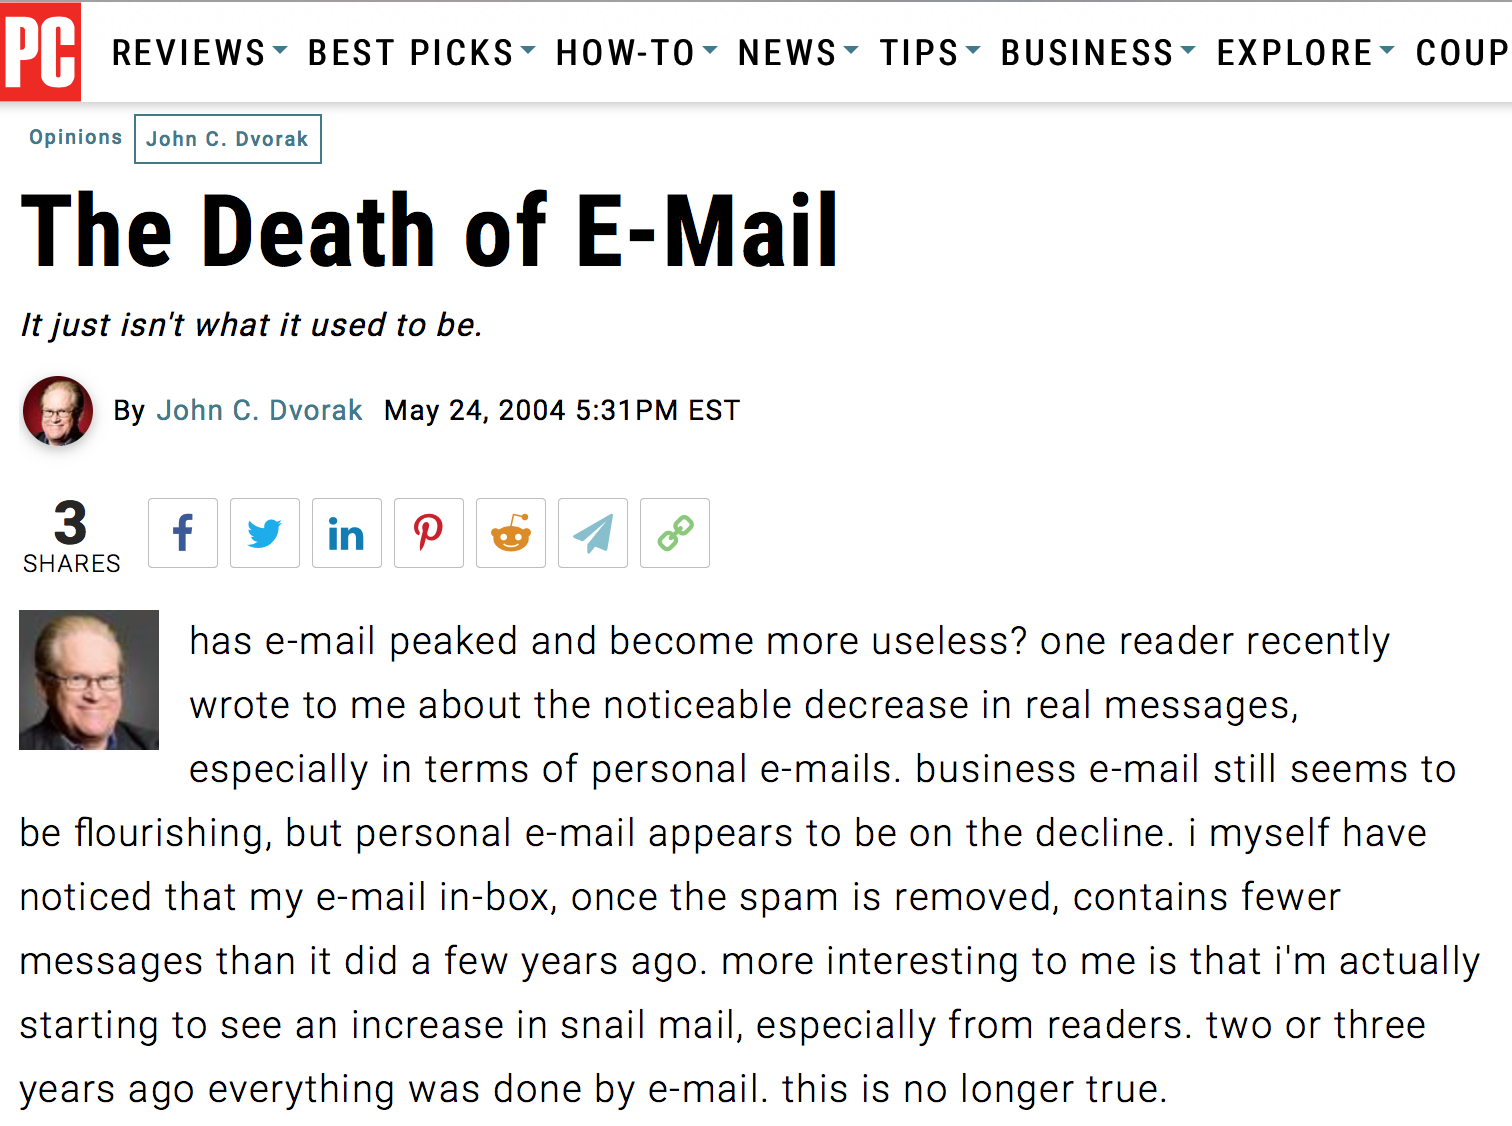 PC REVIEWS BEST PICKS HOW-TO NEWS TIPS BUSINESS EXPLORE COUP
Opinions John C. Dvorak
The Death of E-Mail
It just isn't what it used to be.
By John C. Dvorak May 24, 2004 5:31PM EST
3
SHARES
has e-mail peaked and become more useless? one reader recently
wrote to me about the noticeable decrease in real messages,
especially in terms of personal e-mails. business e-mail still seems to
be flourishing, but personal e-mail appears to be on the decline. i myself have
noticed that my e-mail in-box, once the spam is removed, contains fewer
messages than it did a few years ago. more interesting to me is that i'm actually
starting to see an increase in snail mail, especially from readers. two or three
years ago everything was done by e-mail. this is no longer true.